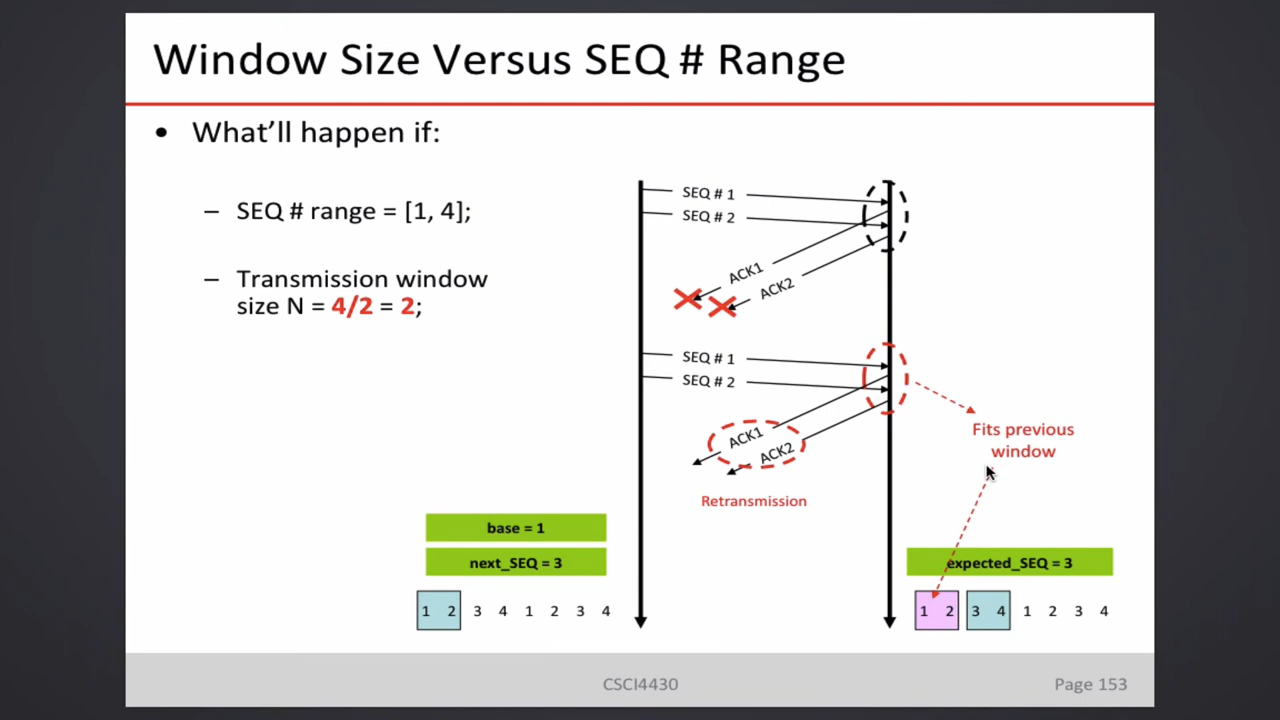 Window Size Versus SEQ # Range
• What'll happen if:
– SEQ # range = [1, 4];
– Transmission window
size N = 4/2 = 2;
SEQ # 1
SEQ # 2
ACK1
ACK2
SEQ # 1
SEQ # 2
ACK1
ACK2
Retransmission
Fits previous
window
base = 1
next_SEQ = 3
1 2 3 4 1 2 3 4
expected_SEQ = 3
1 2 3 4 1 2 3 4
CSCI4430
Page 153